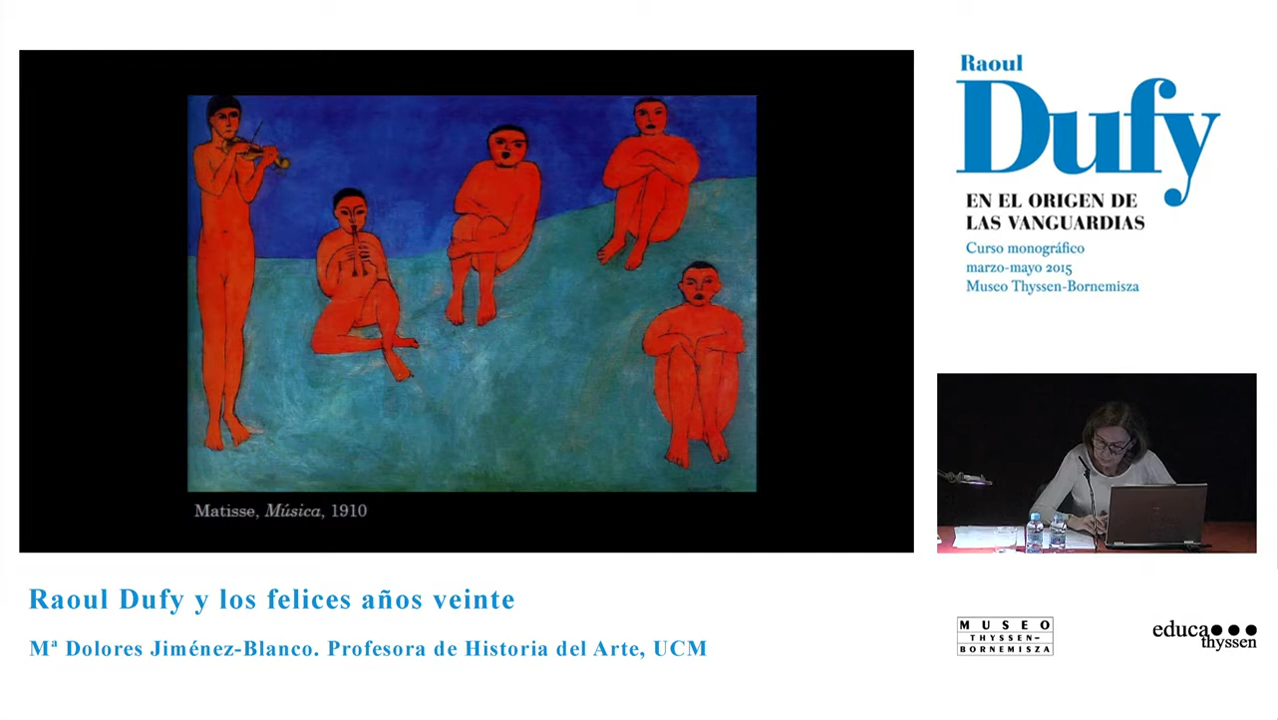 Matisse, Música, 1910
Raoul
Dufy
EN EL ORIGEN DE
LAS VANGUARDIAS
Curso monográfico
marzo-mayo 2015
Museo Thyssen-Bornemisza
Raoul Dufy y los felices años veinte
Mª Dolores Jiménez-Blanco. Profesora de Historia del Arte, UCM
MUSEO
THYSSEN-
BORNEMISZA
educa
thyssen